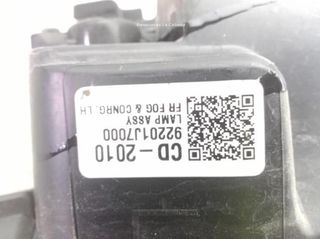 CD-2010
92201J7000
LAMP ASSY
FR FOG & CONRG, LH